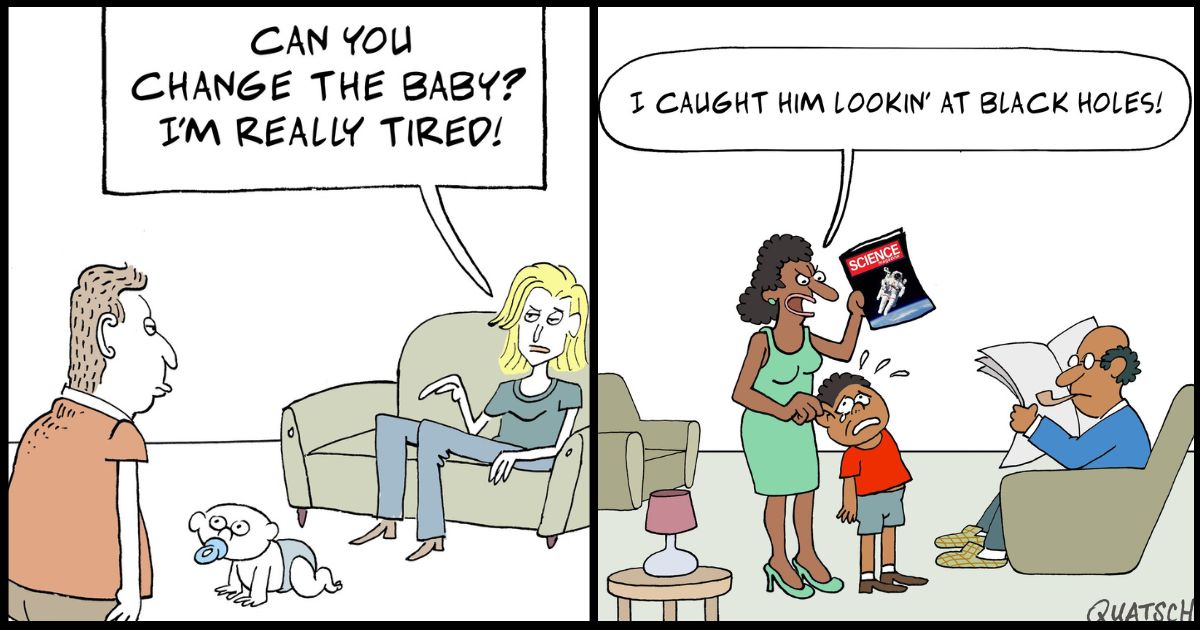 CAN YOU
CHANGE THE BABY?
I'M REALLY TIRED!
I CAUGHT HIM LOOKIN' AT BLACK HOLES!
SCIENCE
QUATSCH